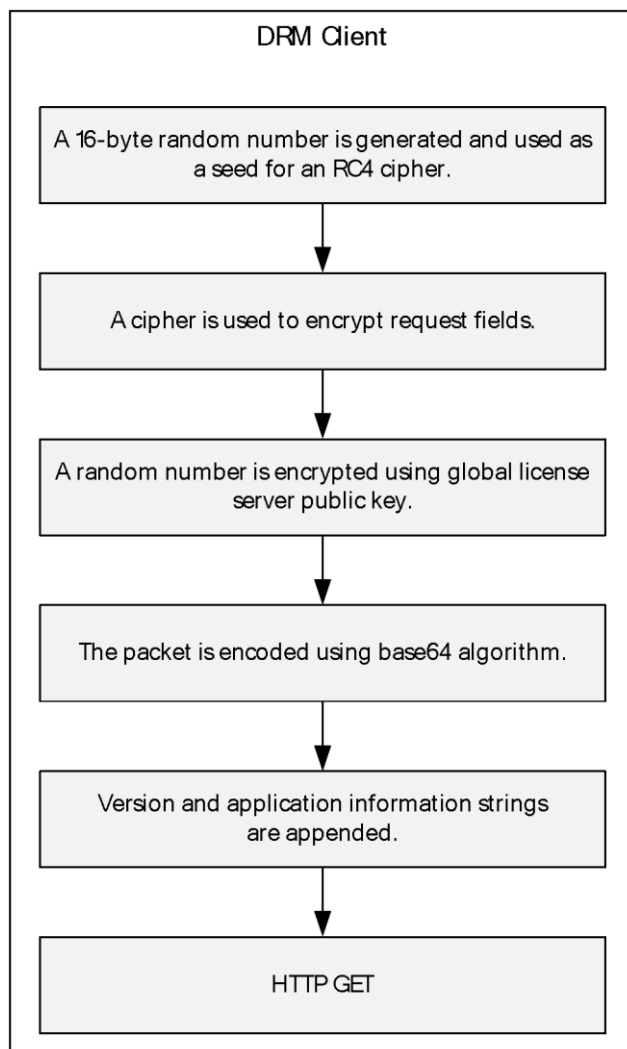 DRM Client
A 16-byte random number is generated and used as
a seed for an RC4 cipher.
A cipher is used to encrypt request fields.
A random number is encrypted using global license
server public key.
The packet is encoded using base64 algorithm.
Version and application information strings
are appended.
HTTP GET